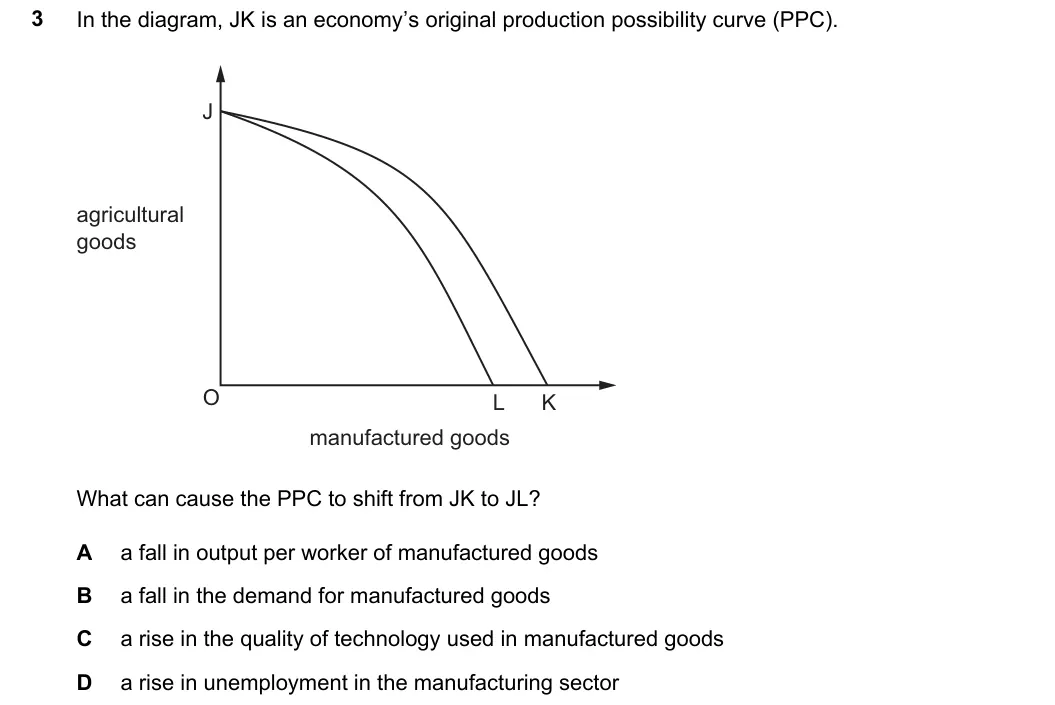 3 In the diagram, JK is an economy’s original production possibility curve (PPC).
J
agricultural
goods
O
L K
manufactured goods
What can cause the PPC to shift from JK to JL?
A a fall in output per worker of manufactured goods
B a fall in the demand for manufactured goods
C a rise in the quality of technology used in manufactured goods
D a rise in unemployment in the manufacturing sector